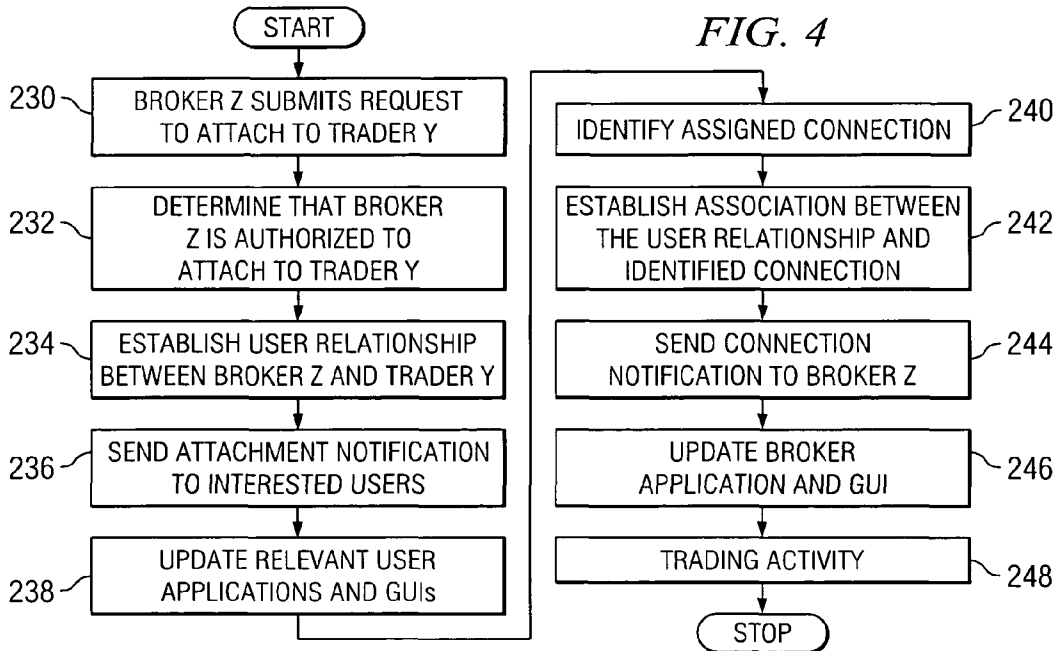 FIG. 4
START
230
BROKER Z SUBMITS REQUEST
TO ATTACH TO TRADER Y
232
DETERMINE THAT BROKER
Z IS AUTHORIZED TO
ATTACH TO TRADER Y
234
ESTABLISH USER RELATIONSHIP
BETWEEN BROKER Z AND TRADER Y
236
SEND ATTACHMENT NOTIFICATION
TO INTERESTED USERS
238
UPDATE RELEVANT USER
APPLICATIONS AND GUIs
IDENTIFY ASSIGNED CONNECTION
240
ESTABLISH ASSOCIATION BETWEEN
THE USER RELATIONSHIP AND
IDENTIFIED CONNECTION
242
SEND CONNECTION
NOTIFICATION TO BROKER Z
244
UPDATE BROKER
APPLICATION AND GUI
246
TRADING ACTIVITY
248
STOP